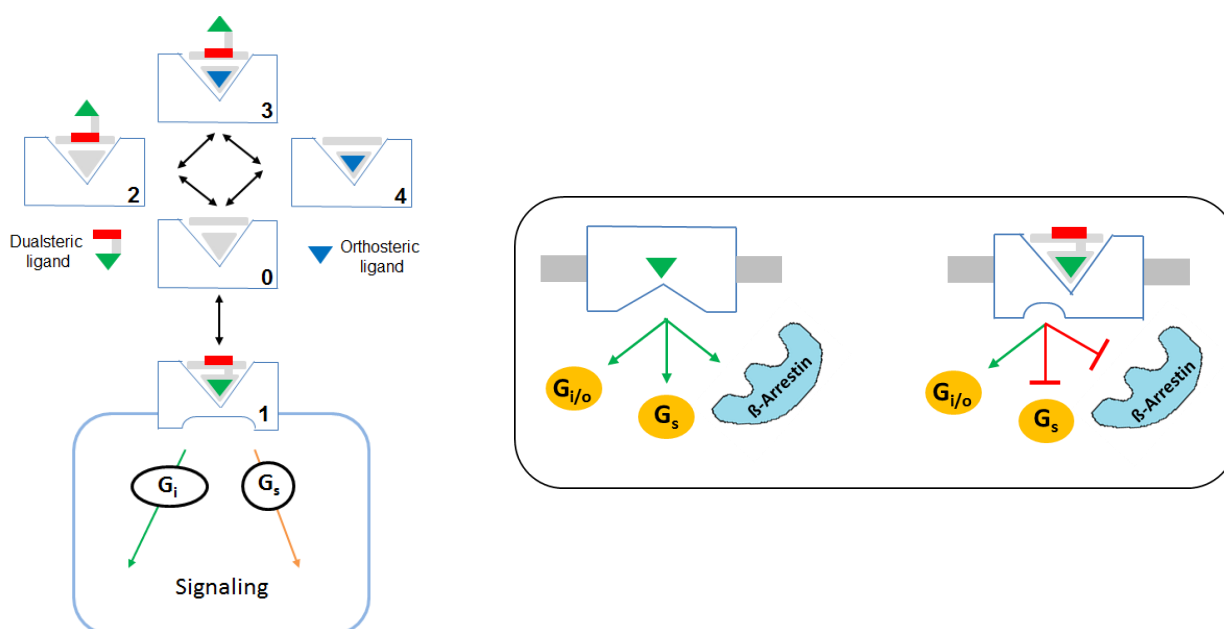 3
2
4
Dualsteric
ligand
Orthosteric
ligand
0
1
Gi
Gs
Signaling
Gi/o
Gs
ß-Arrestin
Gi/o
Gs
ß-Arrestin